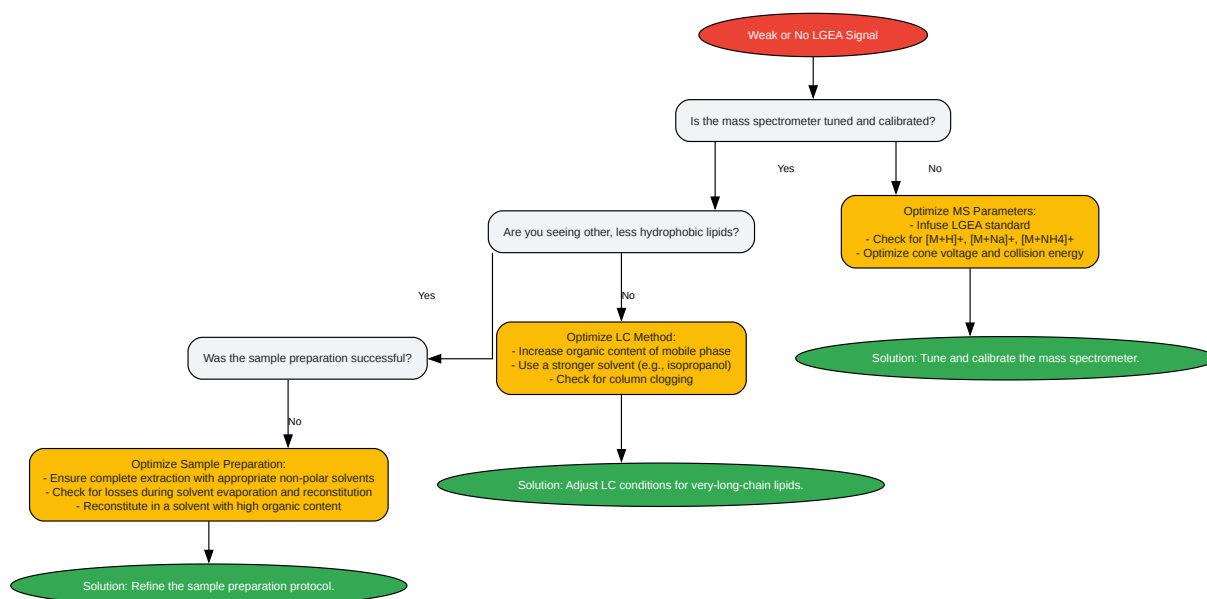 Weak or No LGEA Signal
Is the mass spectrometer tuned and calibrated?
Yes
No
Optimize MS Parameters:
- Infuse LGEA standard
- Check for [M+H]+, [M+Na]+, [M+NH4]+
- Optimize cone voltage and collision energy
Are you seeing other, less hydrophobic lipids?
Yes
No
Optimize LC Method:
- Increase organic content of mobile phase
- Use a stronger solvent (e.g., isopropanol)
- Check for column clogging
Was the sample preparation successful?
Solution: Tune and calibrate the mass spectrometer.
No
Optimize Sample Preparation:
- Ensure complete extraction with appropriate non-polar solvents
- Check for losses during solvent evaporation and reconstitution
- Reconstitute in a solvent with high organic content
Solution: Adjust LC conditions for very-long-chain lipids.
Solution: Refine the sample preparation protocol.